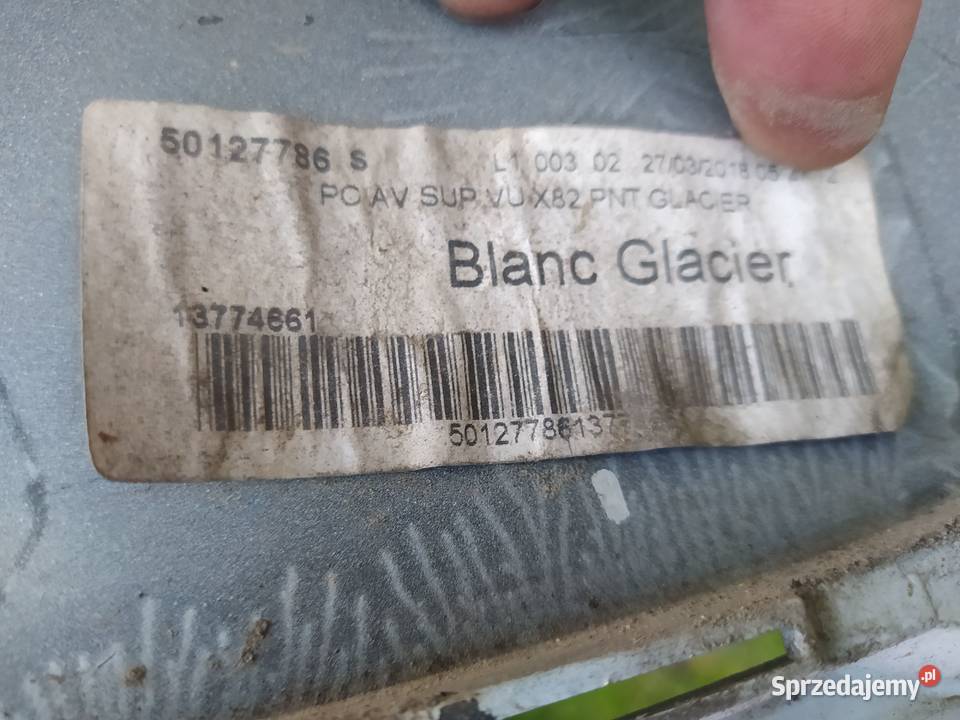 50127786 S L1 003 02 27/03/2018
PC AV SUP VU X82 PNT GLACIER
Blanc Glacier
13774661
501277861377
Sprzedajemy.pl